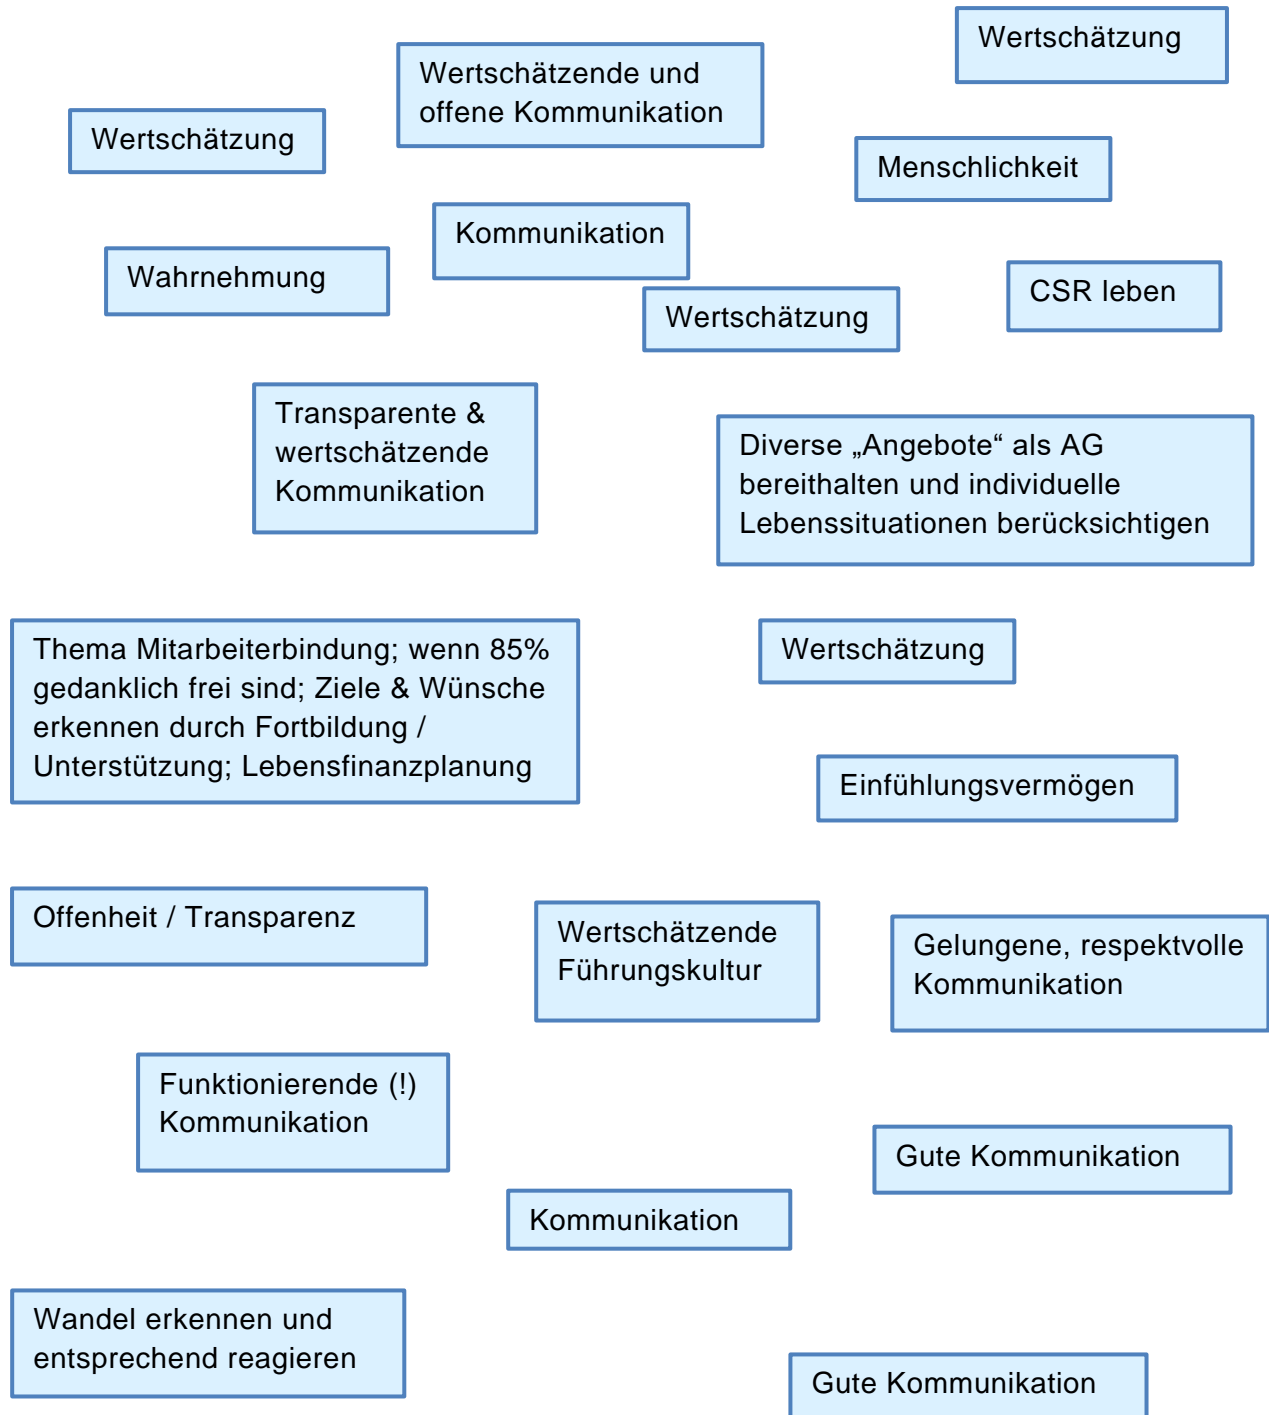 Wertschätzung
Wertschätzende und
offene Kommunikation
Wertschätzung
Menschlichkeit
Kommunikation
Wahrnehmung
CSR leben
Wertschätzung
Transparente &
wertschätzende
Kommunikation
Diverse „Angebote“ als AG
bereithalten und individuelle
Lebenssituationen berücksichtigen
Thema Mitarbeiterbindung; wenn 85%
gedanklich frei sind; Ziele & Wünsche
erkennen durch Fortbildung /
Unterstützung; Lebensfinanzplanung
Wertschätzung
Einfühlungsvermögen
Offenheit / Transparenz
Wertschätzende
Führungskultur
Gelungene, respektvolle
Kommunikation
Funktionierende (!)
Kommunikation
Gute Kommunikation
Kommunikation
Wandel erkennen und
entsprechend reagieren
Gute Kommunikation